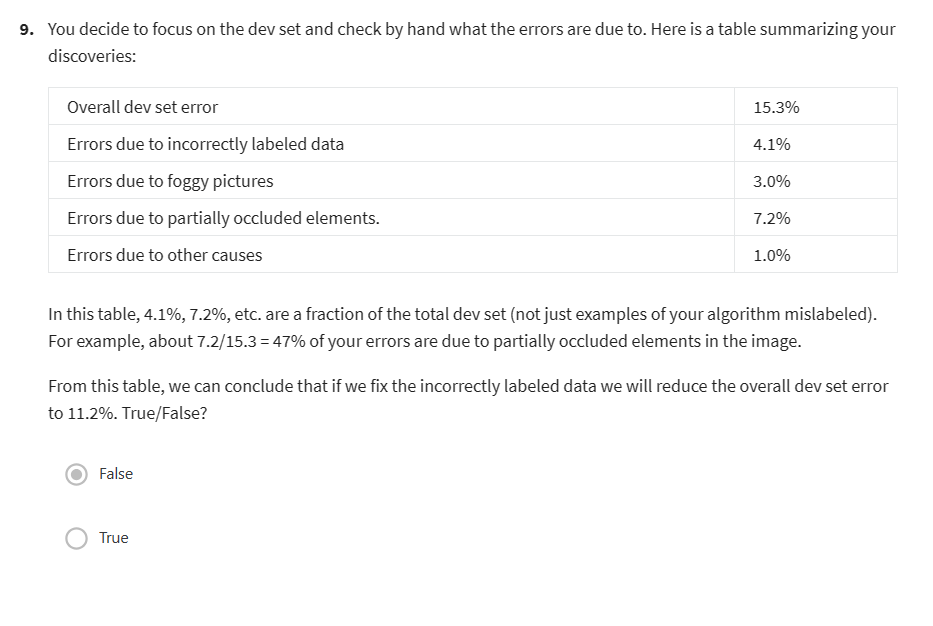 9. You decide to focus on the dev set and check by hand what the errors are due to. Here is a table summarizing your
discoveries:
Overall dev set error 15.3%
Errors due to incorrectly labeled data 4.1%
Errors due to foggy pictures 3.0%
Errors due to partially occluded elements. 7.2%
Errors due to other causes 1.0%
In this table, 4.1%, 7.2%, etc. are a fraction of the total dev set (not just examples of your algorithm mislabeled).
For example, about 7.2/15.3 = 47% of your errors are due to partially occluded elements in the image.
From this table, we can conclude that if we fix the incorrectly labeled data we will reduce the overall dev set error
to 11.2%. True/False?
False
True